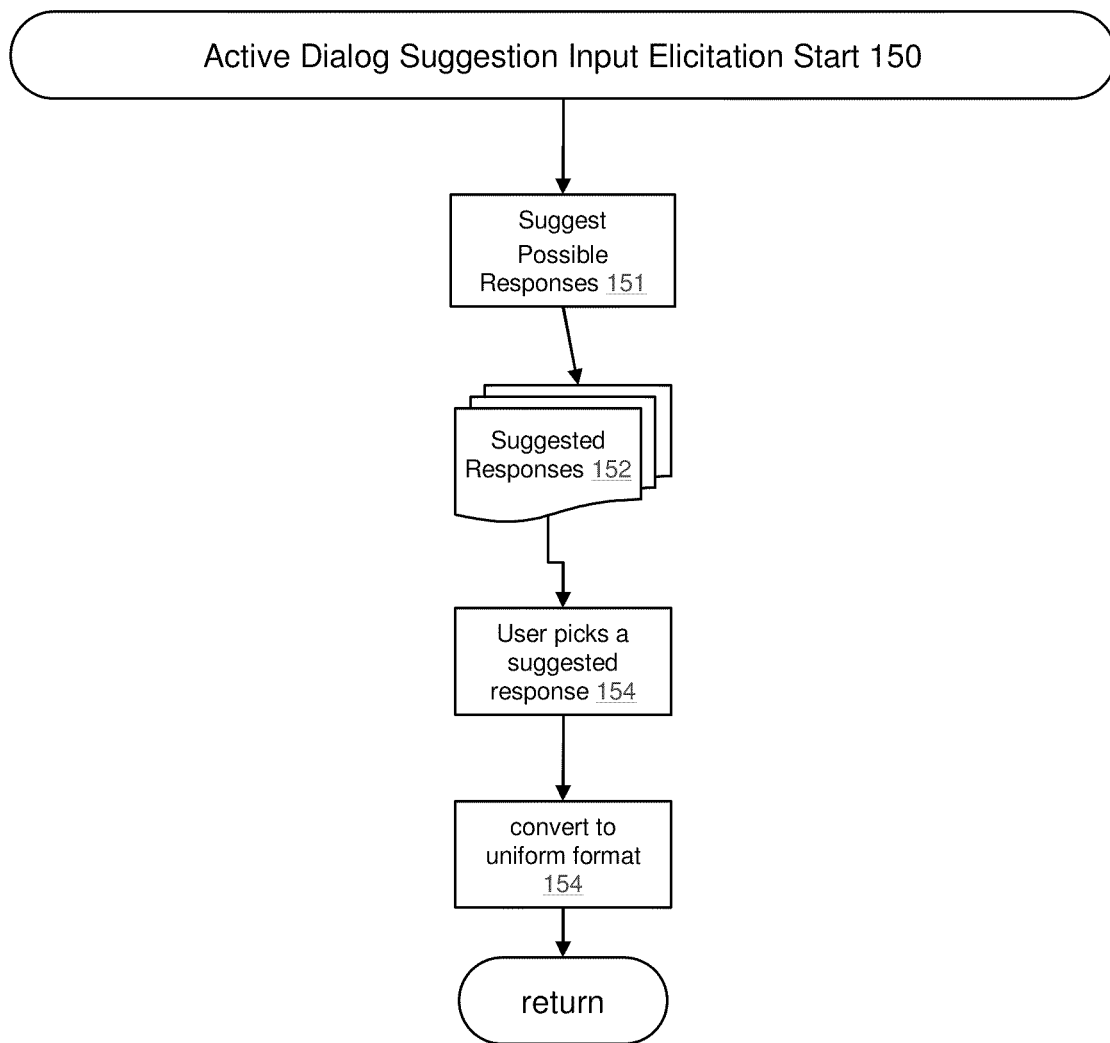 Active Dialog Suggestion Input Elicitation Start 150
Suggest
Possible
Responses 151
Suggested
Responses 152
User picks a
suggested
response 154
convert to
uniform format
154
return